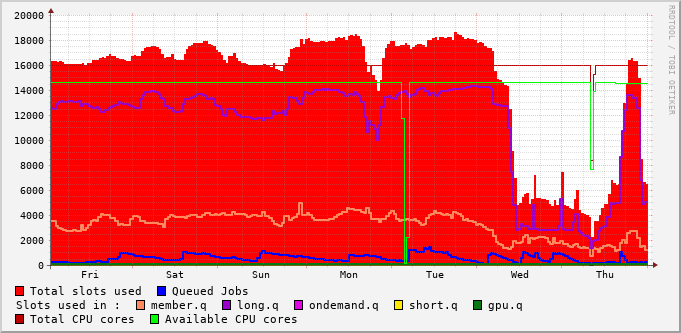 RRDTOOL / TOBI OETIKER
20000
18000
16000
14000
12000
10000
8000
6000
4000
2000
0
Fri Sat Sun Mon Tue Wed Thu
Total slots used Queued Jobs
Slots used in : member.q long.q ondemand.q short.q gpu.q
Total CPU cores Available CPU cores